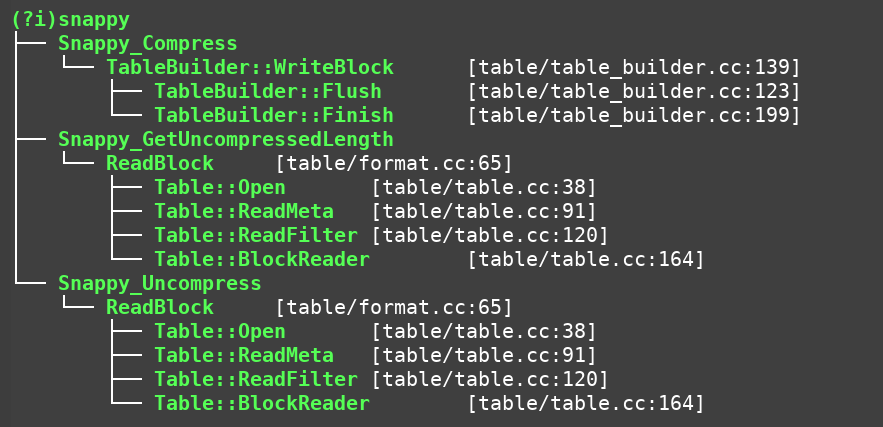 (?i)snappy
├── Snappy_Compress
│   └── TableBuilder::WriteBlock      [table/table_builder.cc:139]
│       ├── TableBuilder::Flush       [table/table_builder.cc:123]
│       └── TableBuilder::Finish      [table/table_builder.cc:199]
├── Snappy_GetUncompressedLength
│   └── ReadBlock     [table/format.cc:65]
│       ├── Table::Open       [table/table.cc:38]
│       ├── Table::ReadMeta   [table/table.cc:91]
│       ├── Table::ReadFilter [table/table.cc:120]
│       └── Table::BlockReader        [table/table.cc:164]
└── Snappy_Uncompress
    └── ReadBlock     [table/format.cc:65]
        ├── Table::Open       [table/table.cc:38]
        ├── Table::ReadMeta   [table/table.cc:91]
        ├── Table::ReadFilter [table/table.cc:120]
        └── Table::BlockReader        [table/table.cc:164]